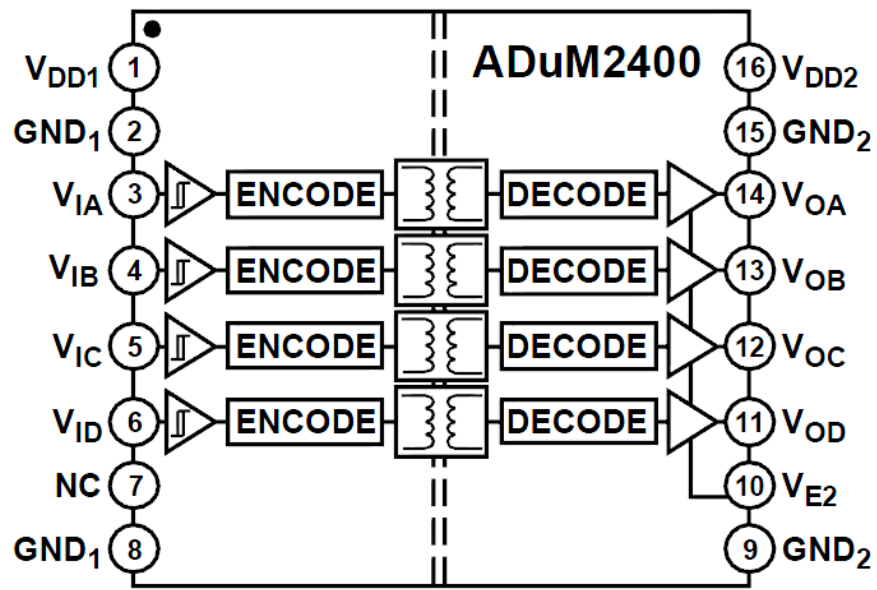 ADuM2400
VDD1 1 16 VDD2
GND1 2 15 GND2
VIA 3 ENCODE DECODE 14 VOA
VIB 4 ENCODE DECODE 13 VOB
VIC 5 ENCODE DECODE 12 VOC
VID 6 ENCODE DECODE 11 VOD
NC 7 10 VE2
GND1 8 9 GND2